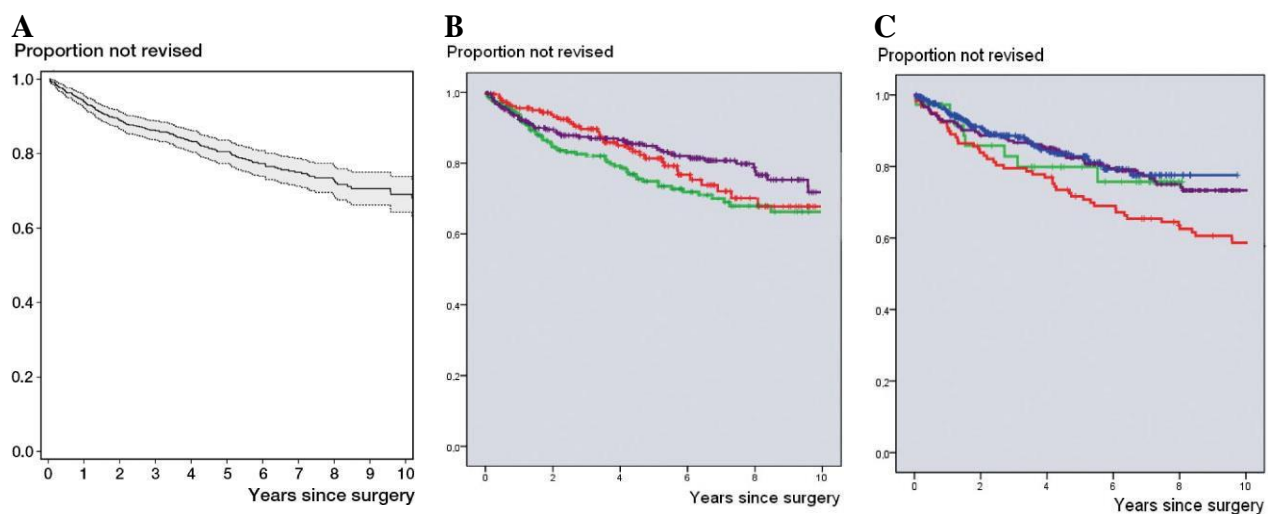 A
Proportion not revised
1.0
0.8
0.6
0.4
0.2
0.0
0 1 2 3 4 5 6 7 8 9 10
Years since surgery
B
Proportion not revised
1,0
0,8
0,6
0,4
0,2
0,0
0 2 4 6 8 10
Years since surgery
C
Proportion not revised
1,0
0,8
0,6
0,4
0,2
0,0
0 2 4 6 8 10
Years since surgery